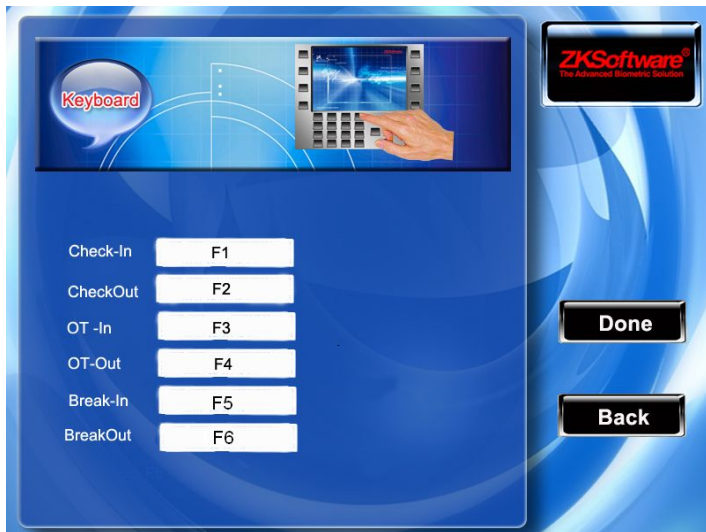 Keyboard
ZKSoftware®
The Advanced Biometric Solution
Check-In F1
CheckOut F2
OT -In F3
OT-Out F4
Break-In F5
BreakOut F6
Done
Back